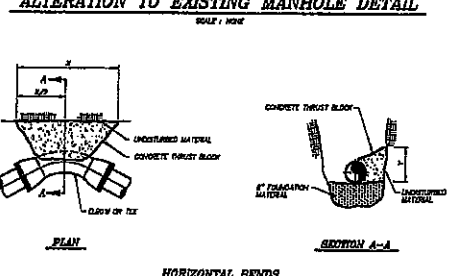 ALTERATION TO EXISTING MANHOLE DETAIL
SCALE : NONE
X
A
X/2
UNDISTURBED MATERIAL
CONCRETE THRUST BLOCK
A
ELBOW OR TEE
PLAN
CONCRETE THRUST BLOCK
Y
6" FOUNDATION
MATERIAL
UNDISTURBED
MATERIAL
SECTION A-A
HORIZONTAL BENDS